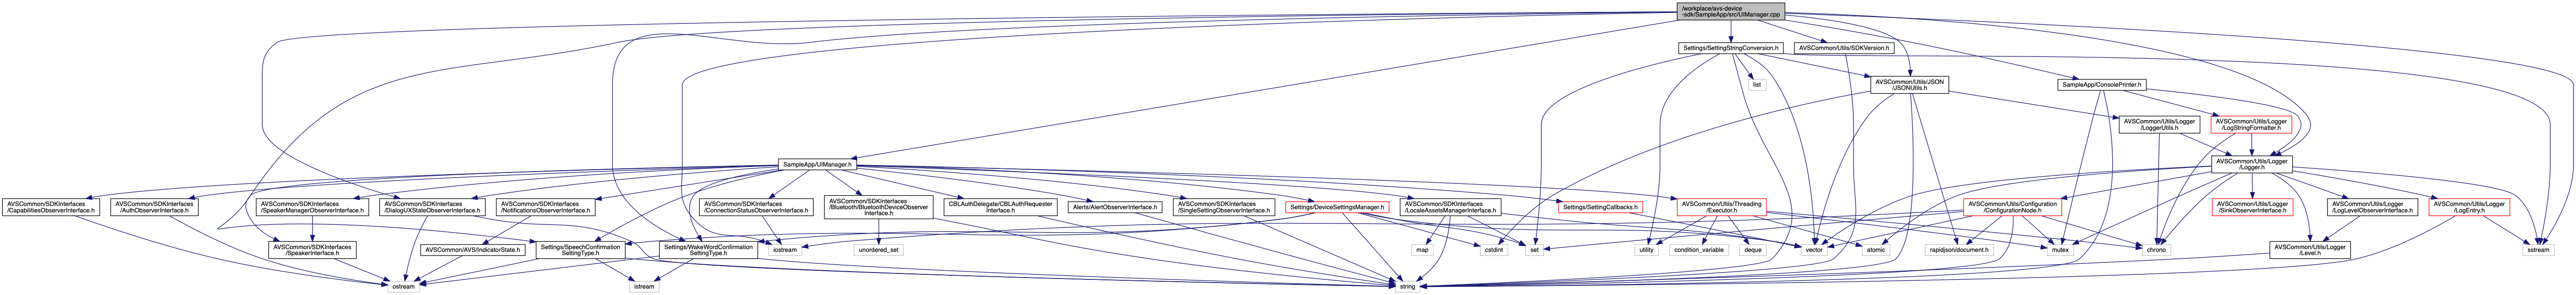 /workplace/avs-device
-sdk/SampleApp/src/UIManager.cpp
Settings/SettingStringConversion.h
AVSCommon/Utils/SDKVersion.h
list
AVSCommon/Utils/JSON
/JSONUtils.h
SampleApp/ConsolePrinter.h
AVSCommon/Utils/Logger
/LoggerUtils.h
AVSCommon/Utils/Logger
/LogStringFormatter.h
SampleApp/UIManager.h
AVSCommon/Utils/Logger
/Logger.h
AVSCommon/SDKInterfaces
/CapabilitiesObserverInterface.h
AVSCommon/SDKInterfaces
/AuthObserverInterface.h
AVSCommon/SDKInterfaces
/SpeakerManagerObserverInterface.h
AVSCommon/SDKInterfaces
/DialogUXStateObserverInterface.h
AVSCommon/SDKInterfaces
/NotificationsObserverInterface.h
AVSCommon/SDKInterfaces
/ConnectionStatusObserverInterface.h
AVSCommon/SDKInterfaces
/Bluetooth/BluetoothDeviceObserver
Interface.h
CBLAuthDelegate/CBLAuthRequester
Interface.h
Alerts/AlertObserverInterface.h
AVSCommon/SDKInterfaces
/SingleSettingObserverInterface.h
Settings/DeviceSettingsManager.h
AVSCommon/SDKInterfaces
/LocaleAssetsManagerInterface.h
Settings/SettingCallbacks.h
AVSCommon/Utils/Threading
/Executor.h
AVSCommon/Utils/Configuration
/ConfigurationNode.h
AVSCommon/Utils/Logger
/SinkObserverInterface.h
AVSCommon/Utils/Logger
/LogLevelObserverInterface.h
AVSCommon/Utils/Logger
/LogEntry.h
AVSCommon/SDKInterfaces
/SpeakerInterface.h
AVSCommon/AVS/IndicatorState.h
Settings/SpeechConfirmation
SettingType.h
Settings/WakeWordConfirmation
SettingType.h
iostream
unordered_set
map
cstdint
set
utility
condition_variable
deque
vector
atomic
rapidjson/document.h
mutex
chrono
AVSCommon/Utils/Logger
/Level.h
sstream
ostream
istream
string